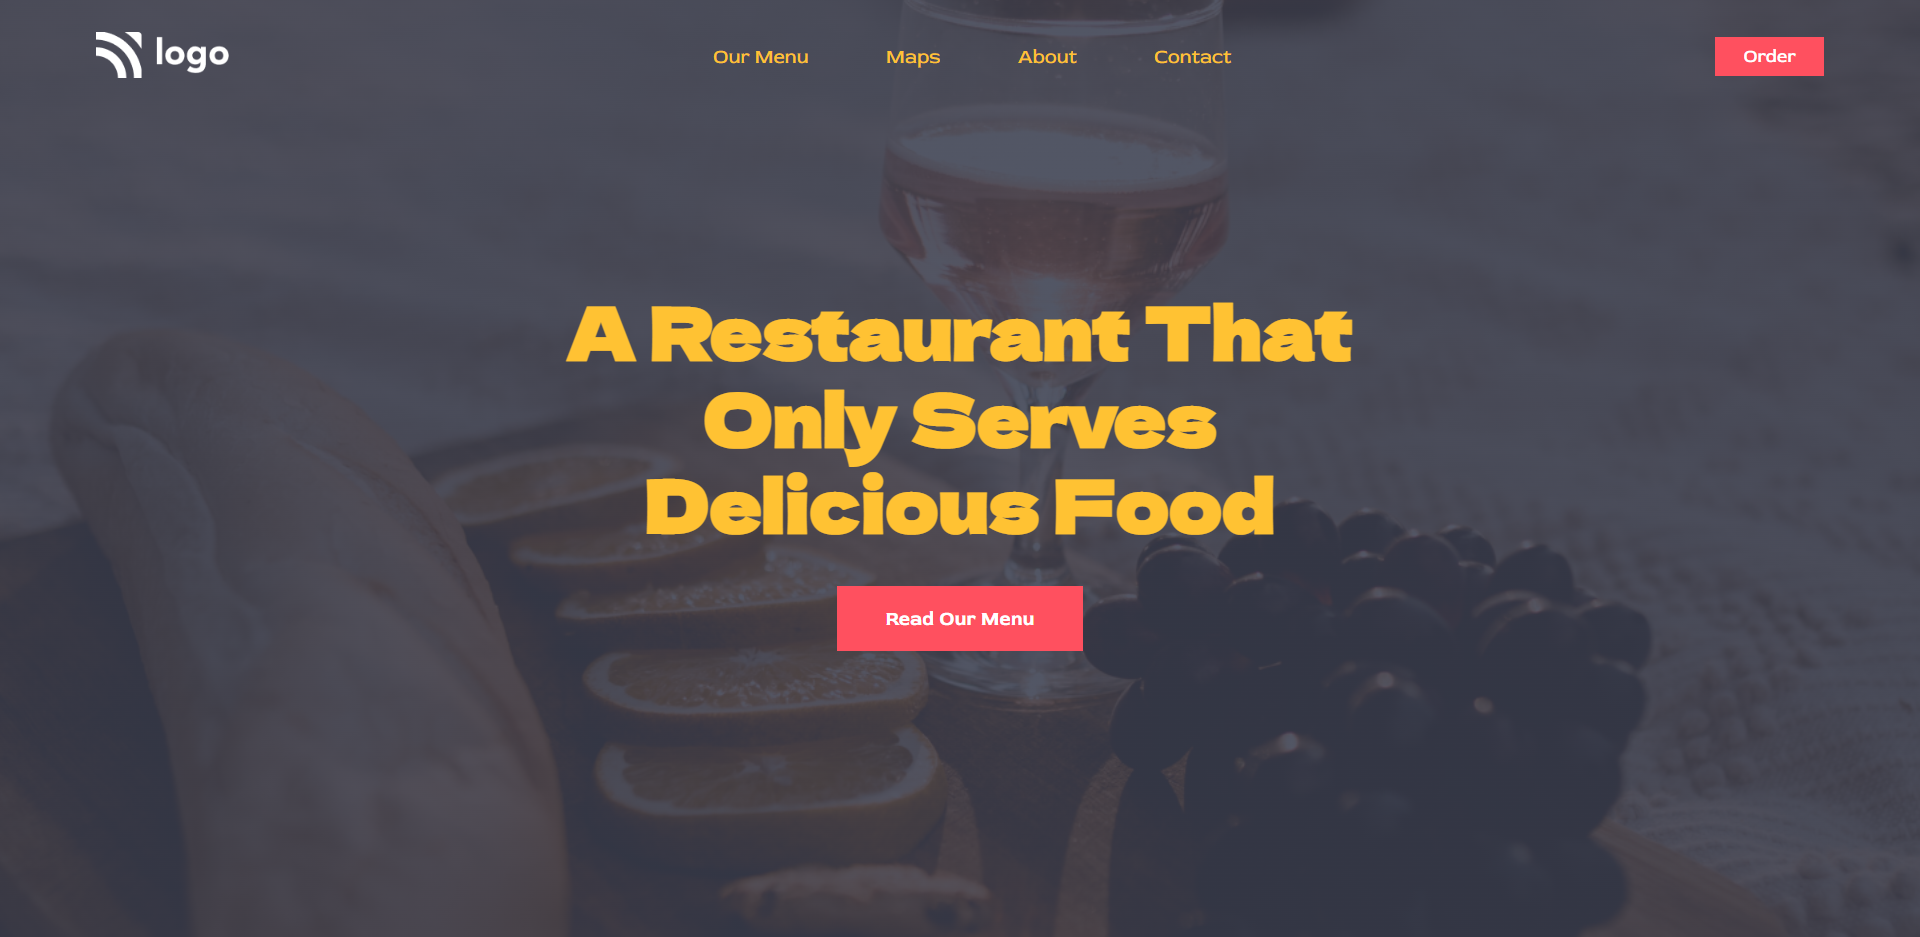 logo
Our Menu
Maps
About
Contact
Order
A Restaurant That
Only Serves
Delicious Food
Read Our Menu